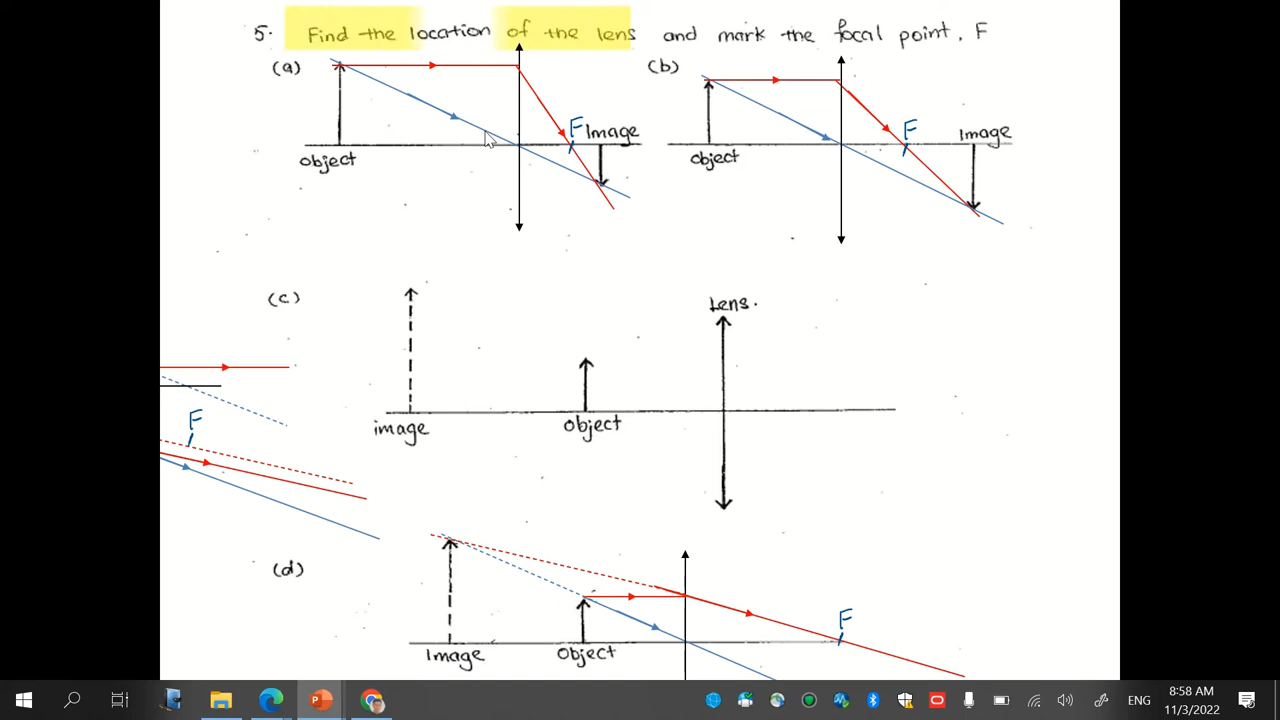 5. Find the location of the lens and mark the focal point, F
(a)
(b)
F
Image
object
F
Image
object
(c)
Lens.
F
image
object
(d)
F
Image
Object
ENG
8:58 AM
11/3/2022